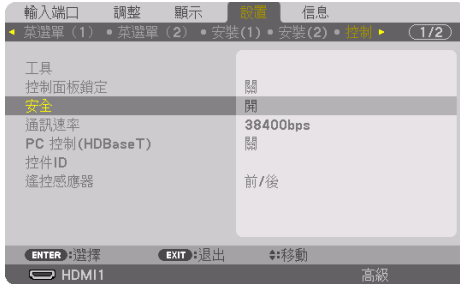 輸入端口 調整 顯示 設置 信息
◂ 菜選單（1） • 菜選單（2） • 安裝(1) • 安裝(2) • 控制 ▸ (1/2)
工具
控制面板鎖定 關
安全 開
通訊速率 38400bps
PC 控制(HDBaseT) 關
控件ID
遙控感應器 前/後
ENTER:選擇 EXIT:退出 ♦:移動
HDMI1 高級